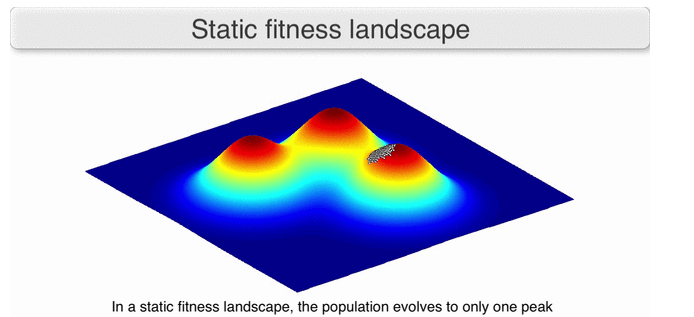 Static fitness landscape
In a static fitness landscape, the population evolves to only one peak